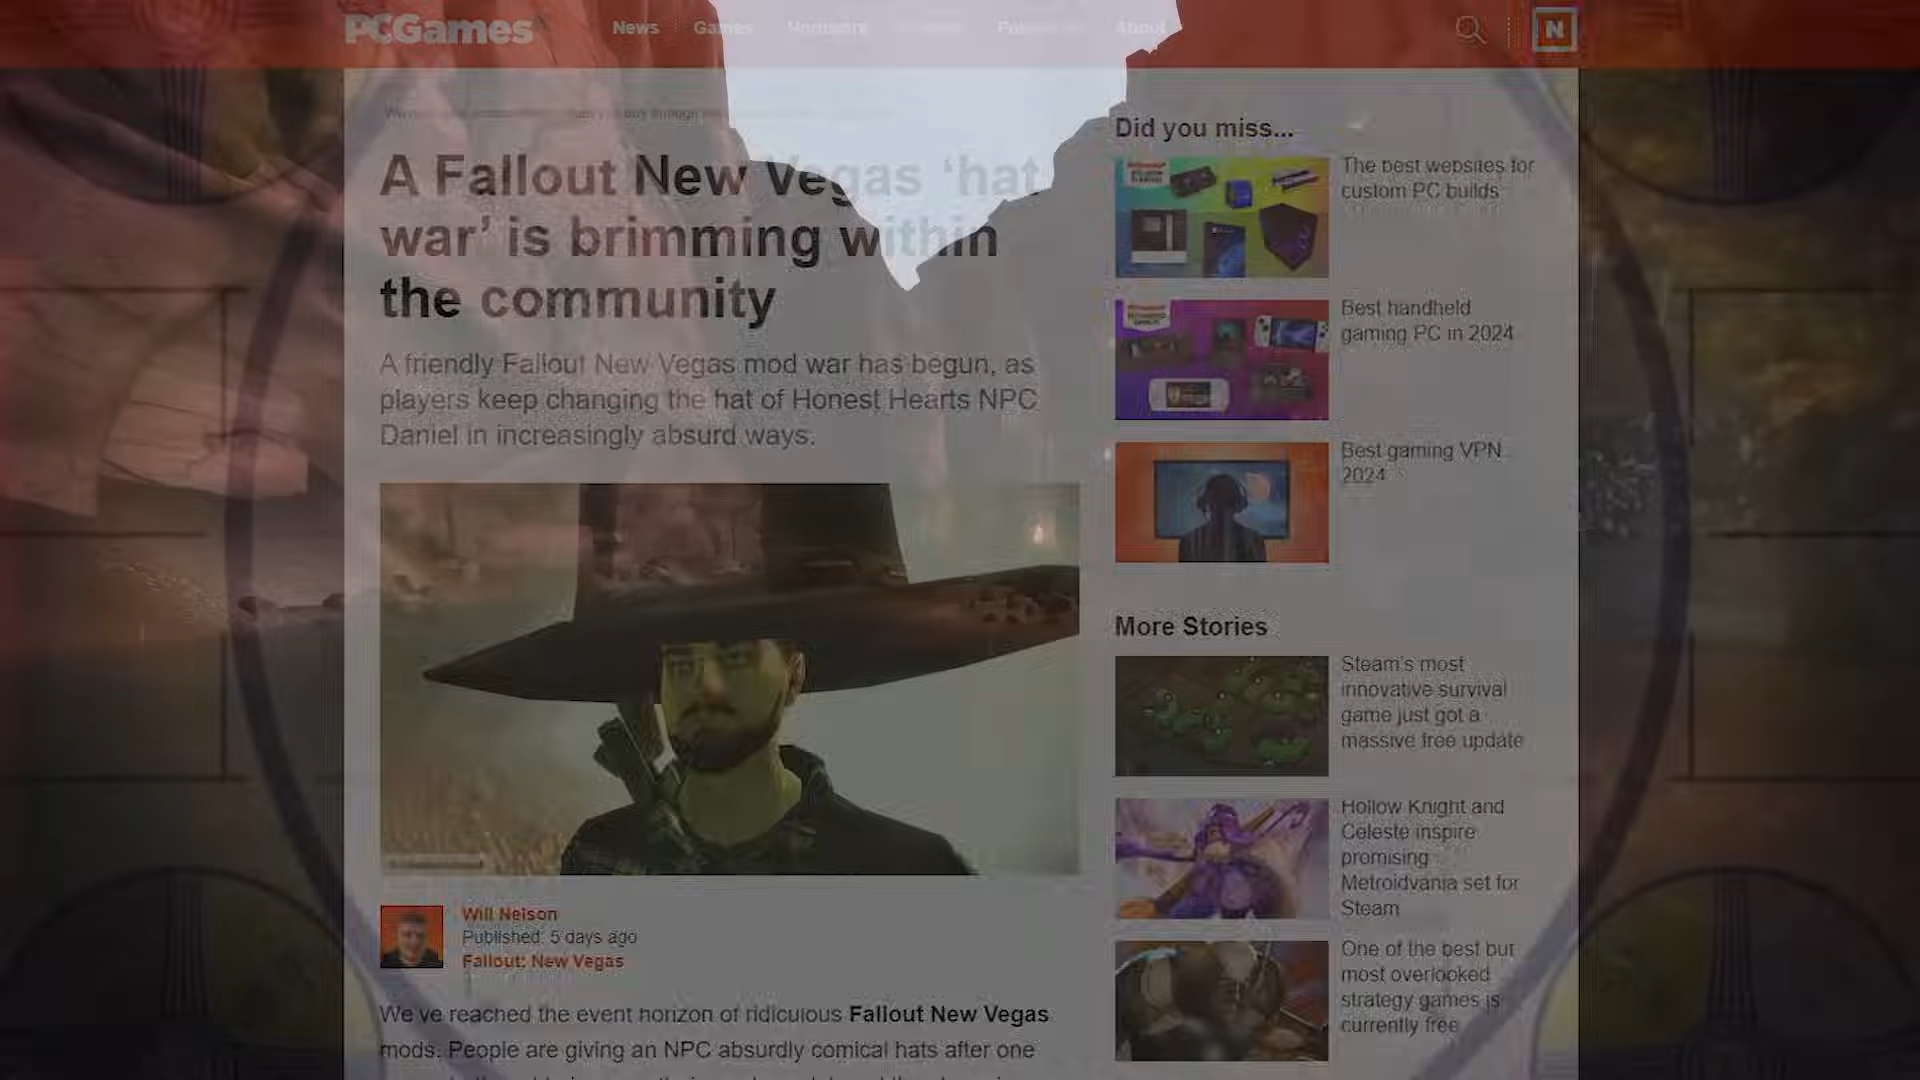 PCGames
News
Games
Hardware
About
N
A Fallout New Vegas ‘hat
war’ is brimming within
the community
A friendly Fallout New Vegas mod war has begun, as
players keep changing the hat of Honest Hearts NPC
Daniel in increasingly absurd ways.
Will Nelson
Published: 5 days ago
Fallout: New Vegas
We've reached the event horizon of ridiculous Fallout New Vegas
mods. People are giving an NPC absurdly comical hats after one
Did you miss...
The best websites for
custom PC builds
Best handheld
gaming PC in 2024
Best gaming VPN
2024
More Stories
Steam's most
innovative survival
game just got a
massive free update
Hollow Knight and
Celeste inspire
promising
Metroidvania set for
Steam
One of the best but
most overlooked
strategy games is
currently free